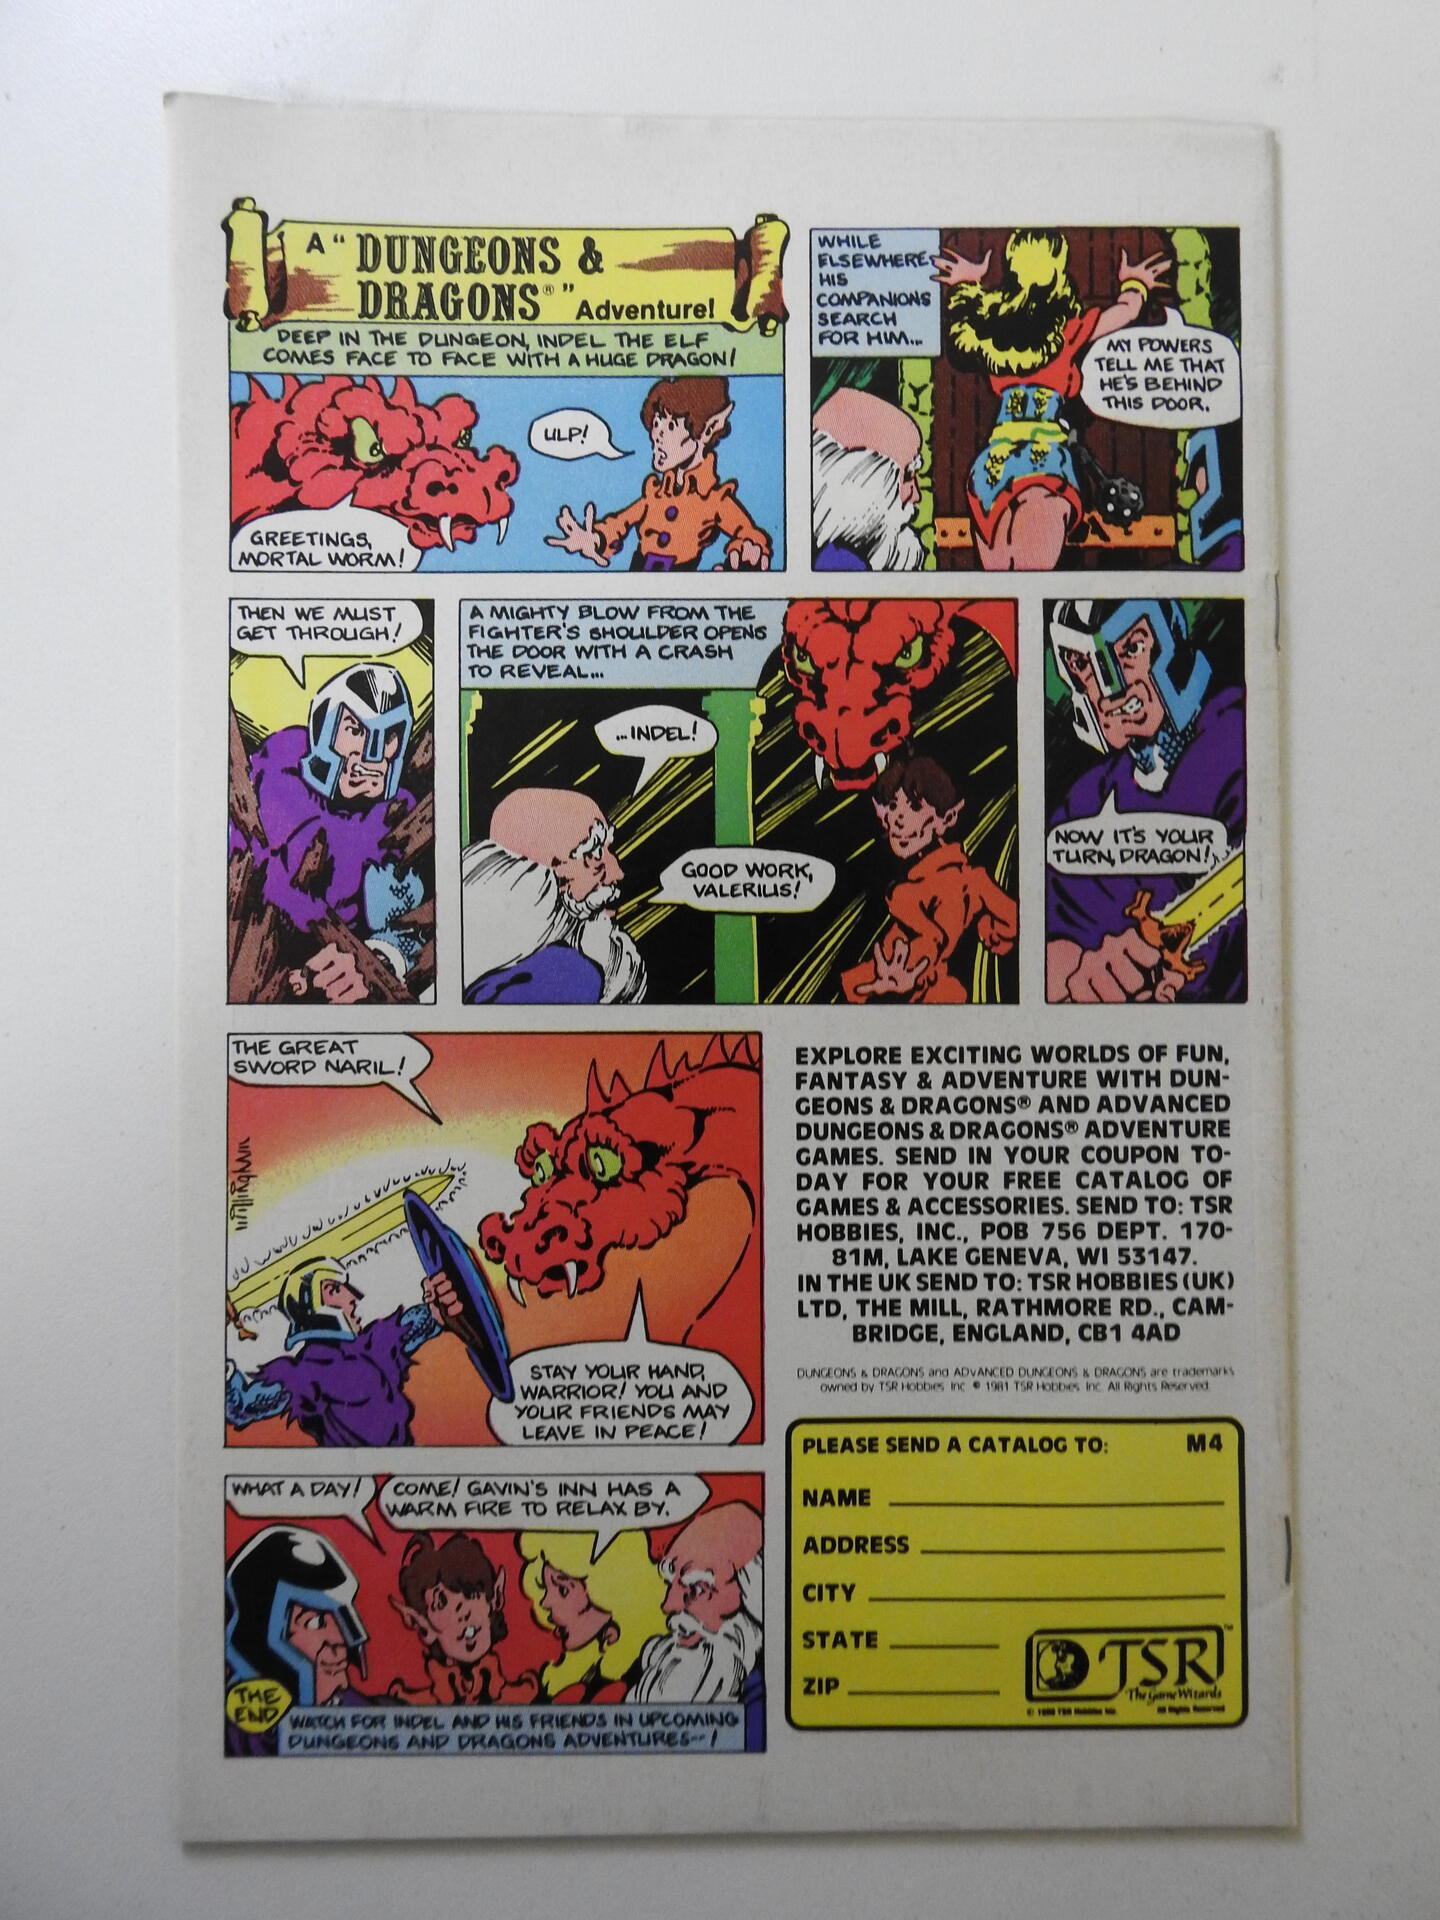 A "DUNGEONS &
DRAGONS® "
Adventure!
DEEP IN THE DUNGEON, INDEL THE ELF
COMES FACE TO FACE WITH A HUGE DRAGON!
GREETINGS,
MORTAL WORM!
ULP!
WHILE
ELSEWHERE,
HIS
COMPANIONS
SEARCH
FOR HIM...
MY POWERS
TELL ME THAT
HE'S BEHIND
THIS DOOR.
THEN WE MUST
GET THROUGH!
A MIGHTY BLOW FROM THE
FIGHTER'S SHOULDER OPENS
THE DOOR WITH A CRASH
TO REVEAL...
...INDEL!
GOOD WORK,
VALERIUS!
NOW IT'S YOUR
TURN, DRAGON!
THE GREAT
SWORD NARIL!
willingham
STAY YOUR HAND,
WARRIOR! YOU AND
YOUR FRIENDS MAY
LEAVE IN PEACE!
WHAT A DAY!
COME! GAVIN'S INN HAS A
WARM FIRE TO RELAX BY.
THE
END
WATCH FOR INDEL AND HIS FRIENDS IN UPCOMING
DUNGEONS AND DRAGONS ADVENTURES--!
EXPLORE EXCITING WORLDS OF FUN,
FANTASY & ADVENTURE WITH DUN-
GEONS & DRAGONS® AND ADVANCED
DUNGEONS & DRAGONS® ADVENTURE
GAMES. SEND IN YOUR COUPON TO-
DAY FOR YOUR FREE CATALOG OF
GAMES & ACCESSORIES. SEND TO: TSR
HOBBIES, INC., POB 756 DEPT. 170-
81M, LAKE GENEVA, WI 53147.
IN THE UK SEND TO: TSR HOBBIES (UK)
LTD, THE MILL, RATHMORE RD., CAM-
BRIDGE, ENGLAND, CB1 4AD
DUNGEONS & DRAGONS and ADVANCED DUNGEONS & DRAGONS are trademarks
owned by TSR Hobbies Inc © 1981 TSR Hobbies Inc. All Rights Reserved.
PLEASE SEND A CATALOG TO: M4
NAME
ADDRESS
CITY
STATE
ZIP
TSR™
The Game Wizards
© 1980 TSR Hobbies Inc. All Rights Reserved